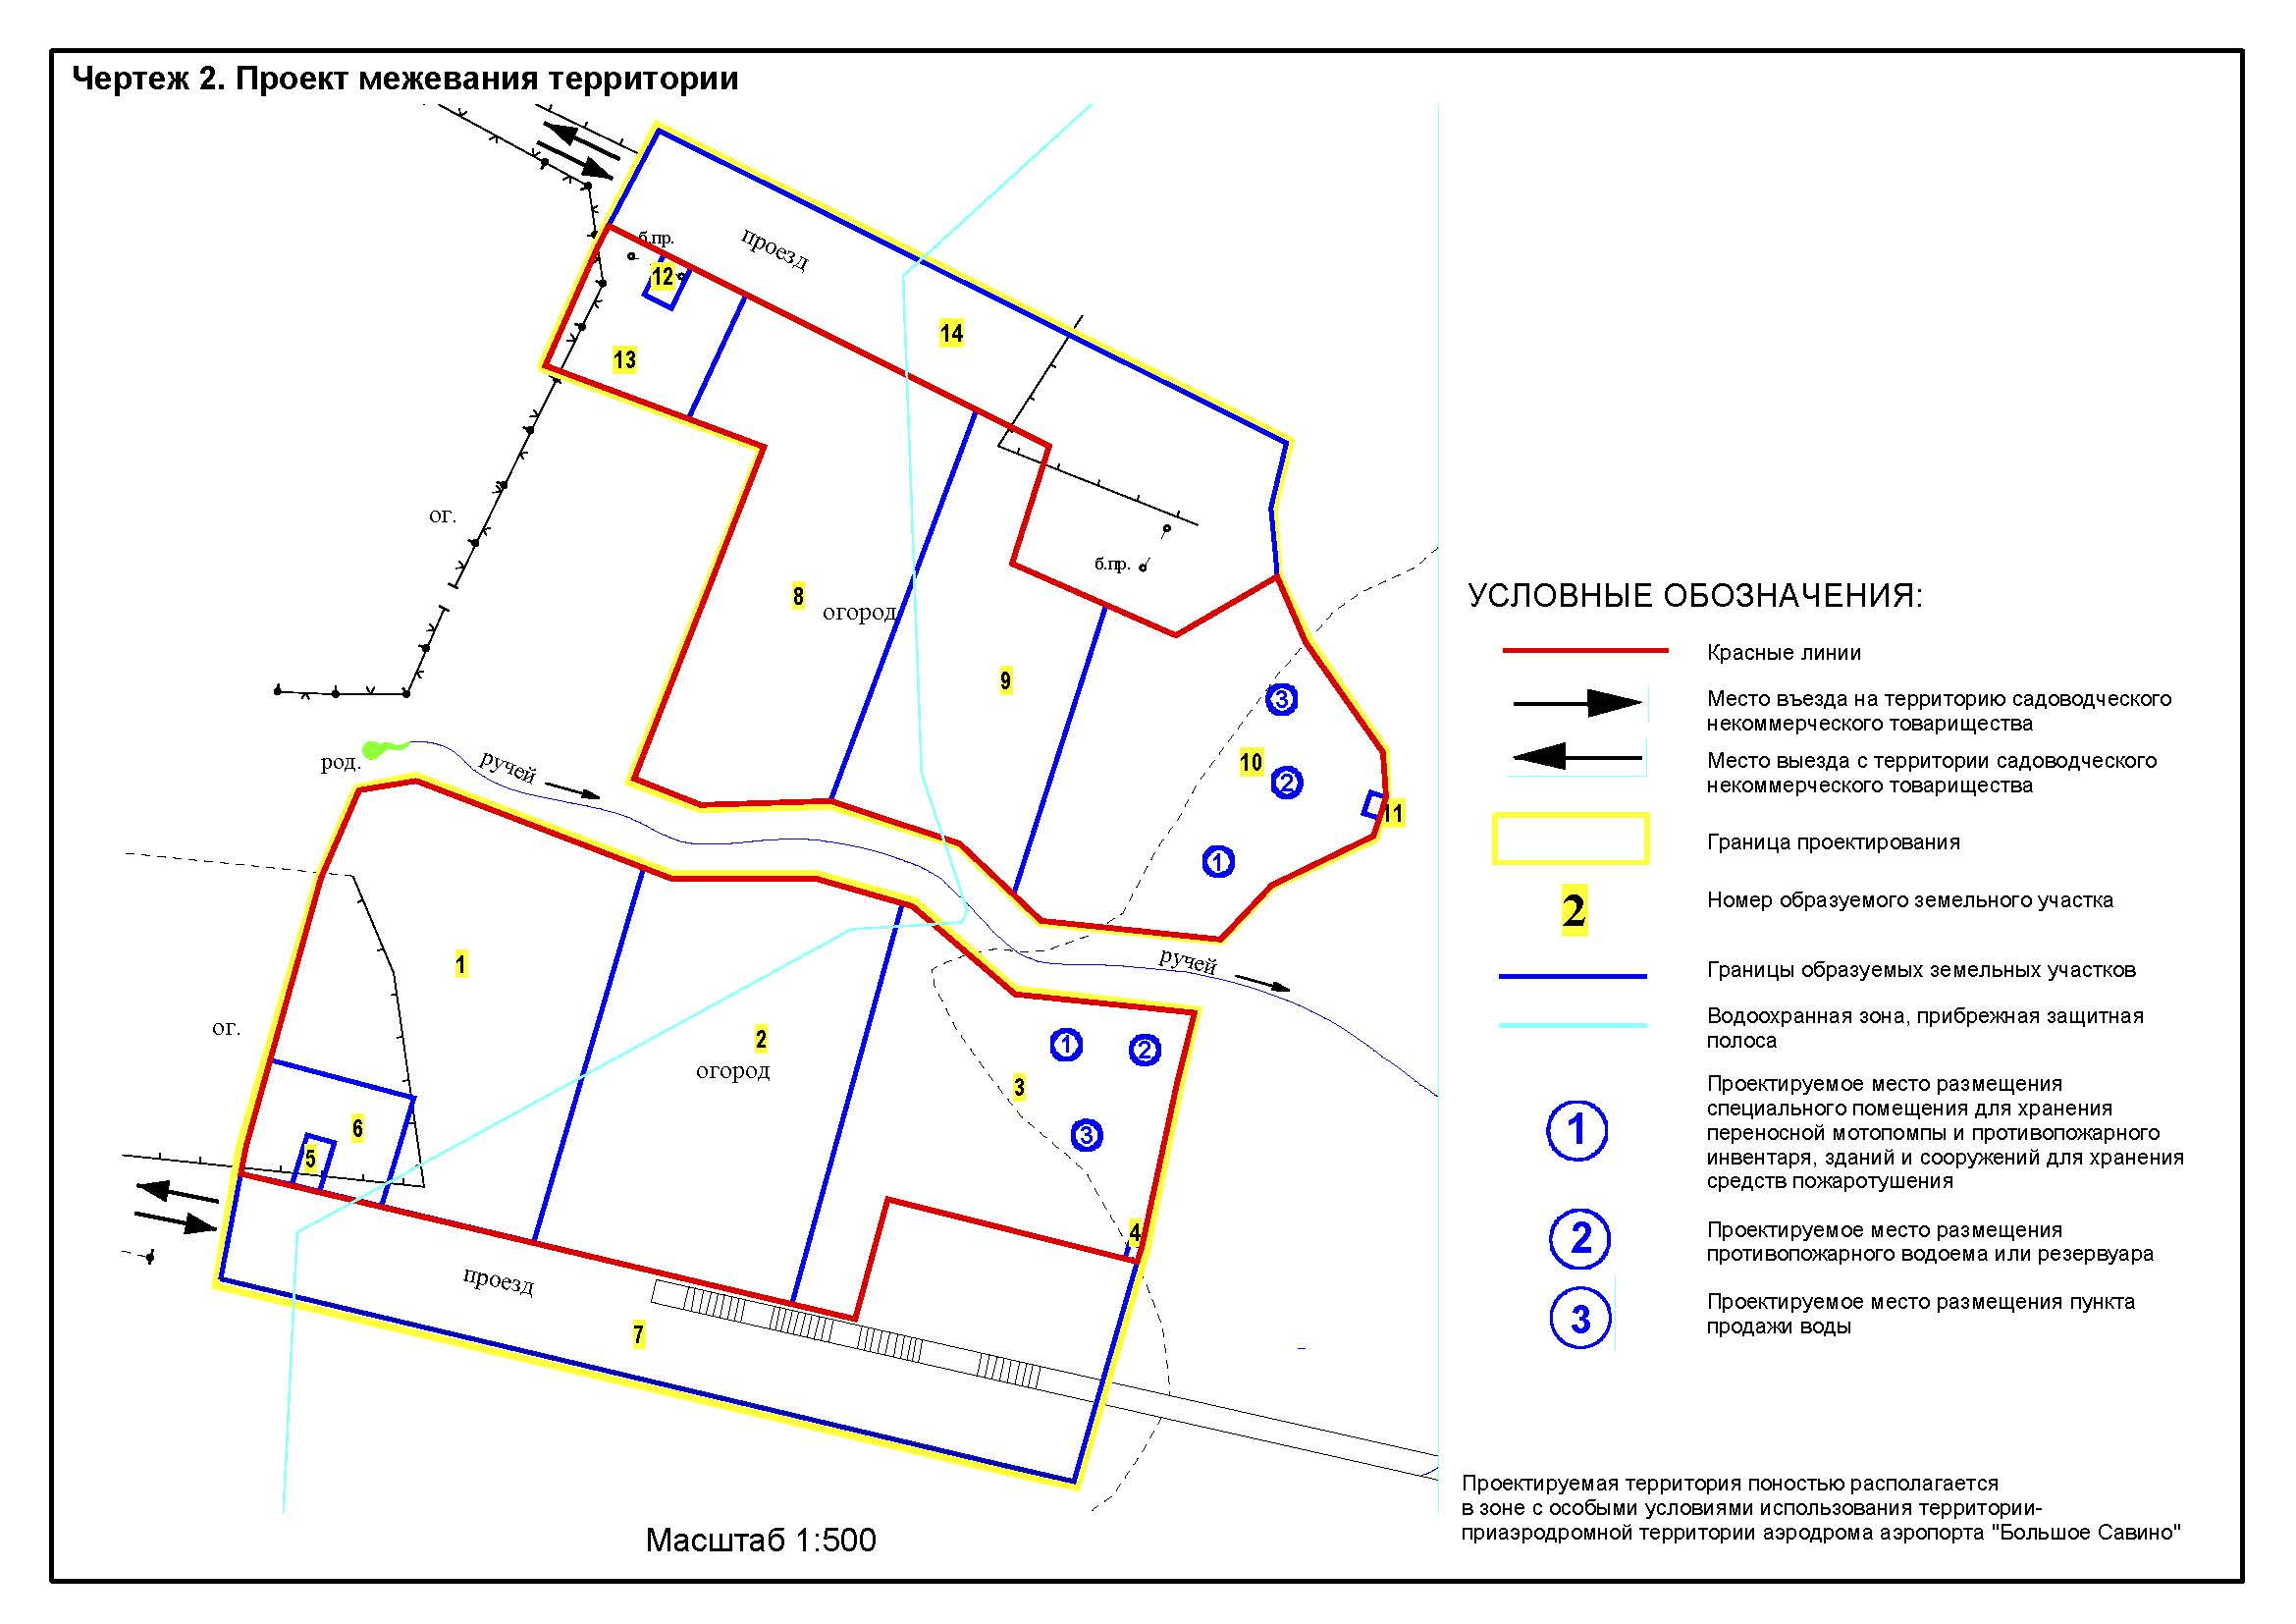 Чертеж 2. Проект межевания территории
б.пр.
проезд
12
14
13
ог.
б.пр.
8
огород
9
3
10
2
11
1
род.
ручей
ручей
1
ог.
2
огород
1
2
3
3
6
5
4
проезд
7
Масштаб 1:500
УСЛОВНЫЕ ОБОЗНАЧЕНИЯ:
Красные линии
Место въезда на территорию садоводческого
некоммерческого товарищества
Место выезда с территории садоводческого
некоммерческого товарищества
Граница проектирования
2
Номер образуемого земельного участка
Границы образуемых земельных участков
Водоохранная зона, прибрежная защитная
полоса
1
Проектируемое место размещения
специального помещения для хранения
переносной мотопомпы и противопожарного
инвентаря, зданий и сооружений для хранения
средств пожаротушения
2
Проектируемое место размещения
противопожарного водоема или резервуара
3
Проектируемое место размещения пункта
продажи воды
Проектируемая территория поностью располагается
в зоне с особыми условиями использования территории-
приаэродромной территории аэродрома аэропорта "Большое Савино"